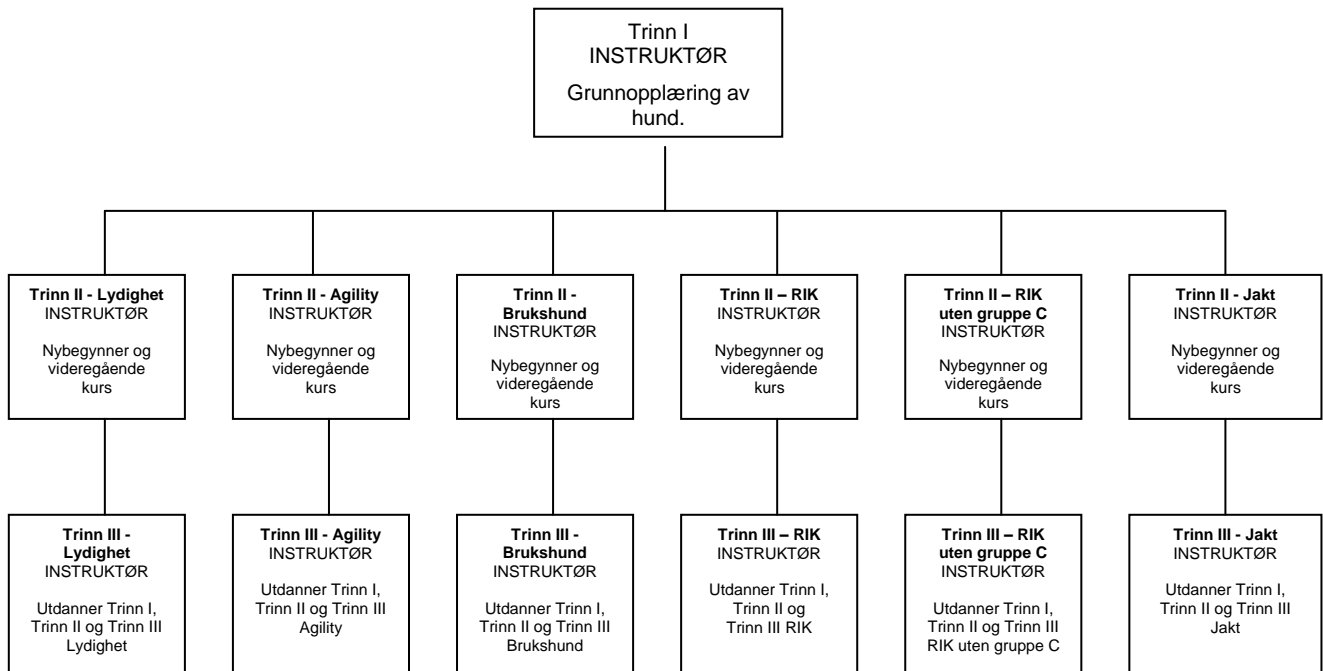 Trinn I
INSTRUKTØR
Grunnopplæring av
hund.
Trinn II - Lydighet
INSTRUKTØR
Nybegynner og
videregående
kurs
Trinn II - Agility
INSTRUKTØR
Nybegynner og
videregående
kurs
Trinn II -
Brukshund
INSTRUKTØR
Nybegynner og
videregående
kurs
Trinn II – RIK
INSTRUKTØR
Nybegynner og
videregående
kurs
Trinn II – RIK
uten gruppe C
INSTRUKTØR
Nybegynner og
videregående
kurs
Trinn II - Jakt
INSTRUKTØR
Nybegynner og
videregående
kurs
Trinn III -
Lydighet
INSTRUKTØR
Utdanner Trinn I,
Trinn II og Trinn III
Lydighet
Trinn III - Agility
INSTRUKTØR
Utdanner Trinn I,
Trinn II og Trinn III
Agility
Trinn III -
Brukshund
INSTRUKTØR
Utdanner Trinn I,
Trinn II og Trinn III
Brukshund
Trinn III – RIK
INSTRUKTØR
Utdanner Trinn I,
Trinn II og
Trinn III RIK
Trinn III – RIK
uten gruppe C
INSTRUKTØR
Utdanner Trinn I,
Trinn II og Trinn III
RIK uten gruppe C
Trinn III - Jakt
INSTRUKTØR
Utdanner Trinn I,
Trinn II og Trinn III
Jakt